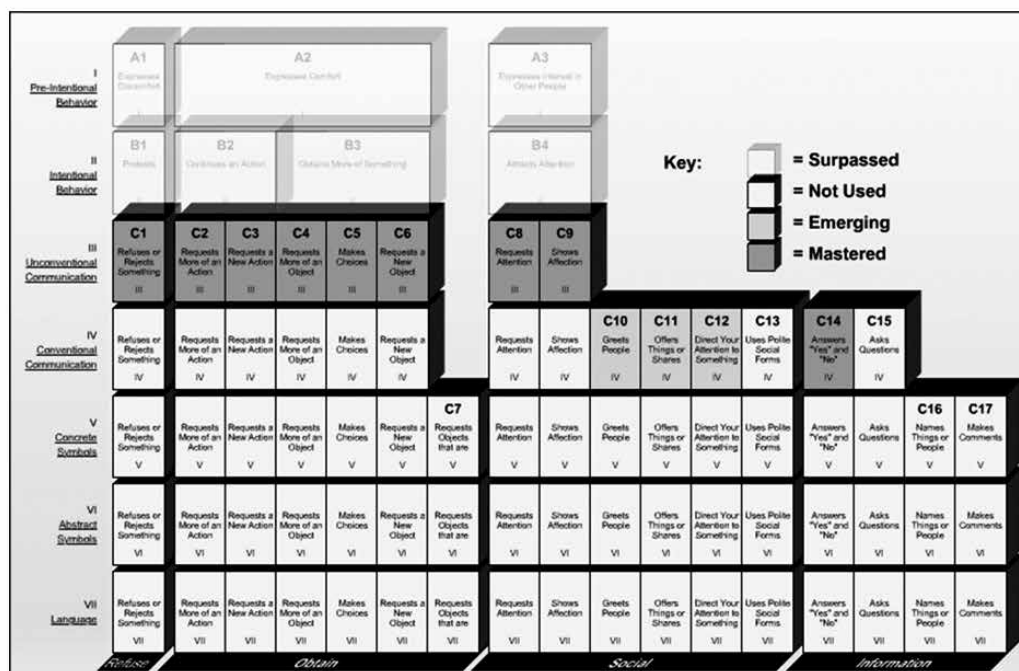 A1
Expresses
Discomfort
I
A2
Expresses Comfort
I
A3
Expresses Interest in
Other People
I
I
Pre-Intentional
Behavior
B1
Protests
B2
Continues an Action
B3
Obtains More of Something
B4
Attracts Attention
II
Intentional
Behavior
Key:
= Surpassed
= Not Used
= Emerging
= Mastered
III
Unconventional
Communication
C1
Refuses or
Rejects
Something
III
C2
Requests
More of an
Action
III
C3
Requests a
New Action
III
C4
Requests
More of an
Object
III
C5
Makes
Choices
III
C6
Requests a
New
Object
III
C8
Requests
Attention
III
C9
Shows
Affection
III
IV
Conventional
Communication
Refuses or
Rejects
Something
IV
Requests
More of an
Action
IV
Requests a
New Action
IV
Requests
More of an
Object
IV
Makes
Choices
IV
Requests a
New
Object
IV
Requests
Attention
IV
Shows
Affection
IV
C10
Greets
People
IV
C11
Offers
Things or
Shares
IV
C12
Direct Your
Attention to
Something
IV
C13
Uses Polite
Social
Forms
IV
C14
Answers
"Yes" and
"No"
IV
C15
Asks
Questions
IV
V
Concrete
Symbols
Refuses or
Rejects
Something
V
Requests
More of an
Action
V
Requests a
New Action
V
Requests
More of an
Object
V
Makes
Choices
V
Requests a
New
Object
V
C7
Requests
Objects
that are
V
Requests
Attention
V
Shows
Affection
V
Greets
People
V
Offers
Things or
Shares
V
Direct Your
Attention to
Something
V
Uses Polite
Social
Forms
V
Answers
"Yes" and
"No"
V
Asks
Questions
V
C16
Names
Things or
People
V
C17
Makes
Comments
V
VI
Abstract
Symbols
Refuses or
Rejects
Something
VI
Requests
More of an
Action
VI
Requests a
New Action
VI
Requests
More of an
Object
VI
Makes
Choices
VI
Requests a
New
Object
VI
Requests
Objects
that are
VI
Requests
Attention
VI
Shows
Affection
VI
Greets
People
VI
Offers
Things or
Shares
VI
Direct Your
Attention to
Something
VI
Uses Polite
Social
Forms
VI
Answers
"Yes" and
"No"
VI
Asks
Questions
VI
Names
Things or
People
VI
Makes
Comments
VI
VII
Language
Refuses or
Rejects
Something
VII
Requests
More of an
Action
VII
Requests a
New Action
VII
Requests
More of an
Object
VII
Makes
Choices
VII
Requests a
New
Object
VII
Requests
Objects
that are
VII
Requests
Attention
VII
Shows
Affection
VII
Greets
People
VII
Offers
Things or
Shares
VII
Direct Your
Attention to
Something
VII
Uses Polite
Social
Forms
VII
Answers
"Yes" and
"No"
VII
Asks
Questions
VII
Names
Things or
People
VII
Makes
Comments
VII
Refuse
Obtain
Social
Information